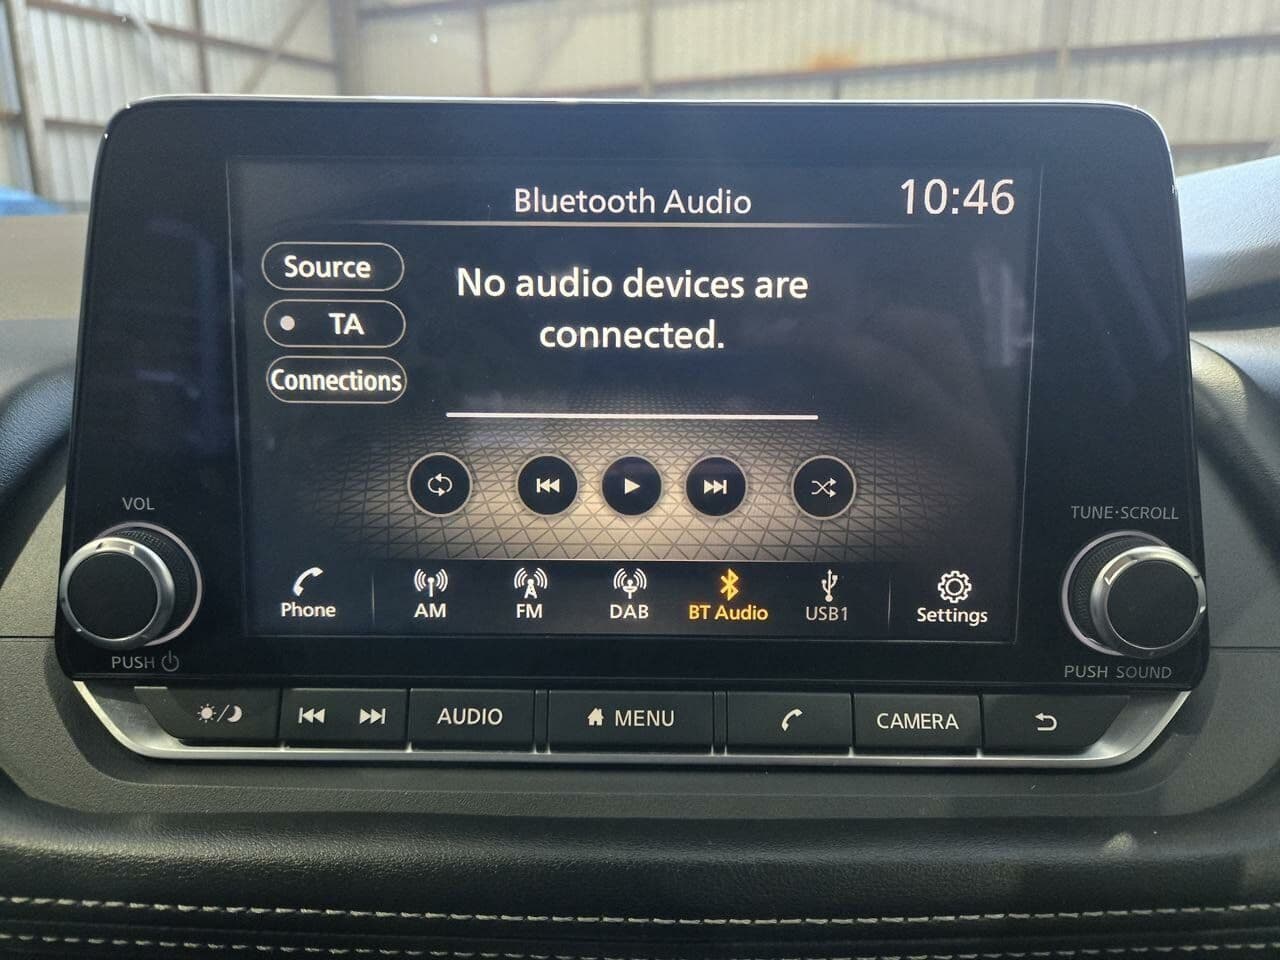 Bluetooth Audio
10:46
Source
TA
Connections
No audio devices are
connected.
VOL
TUNE·SCROLL
Phone
AM
FM
DAB
BT Audio
USB1
Settings
PUSH
PUSH SOUND
AUDIO
MENU
CAMERA